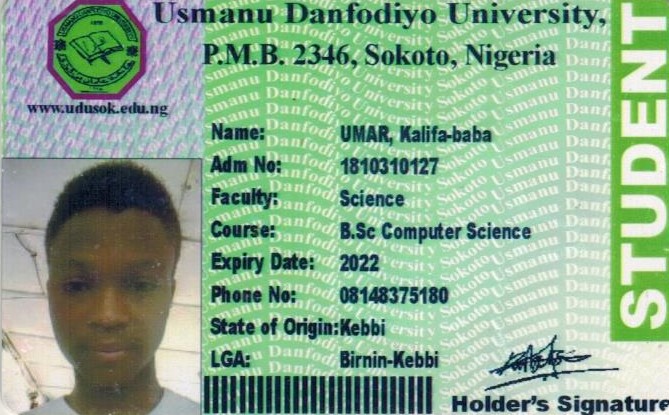 Usmanu Danfodiyo University,
P.M.B. 2346, Sokoto, Nigeria
www.udusok.edu.ng
Name: UMAR, Kalifa-baba
Adm No: 1810310127
Faculty: Science
Course: B.Sc Computer Science
Expiry Date: 2022
Phone No: 08148375180
State of Origin: Kebbi
LGA: Birnin-Kebbi
Holder's Signature
STUDENT